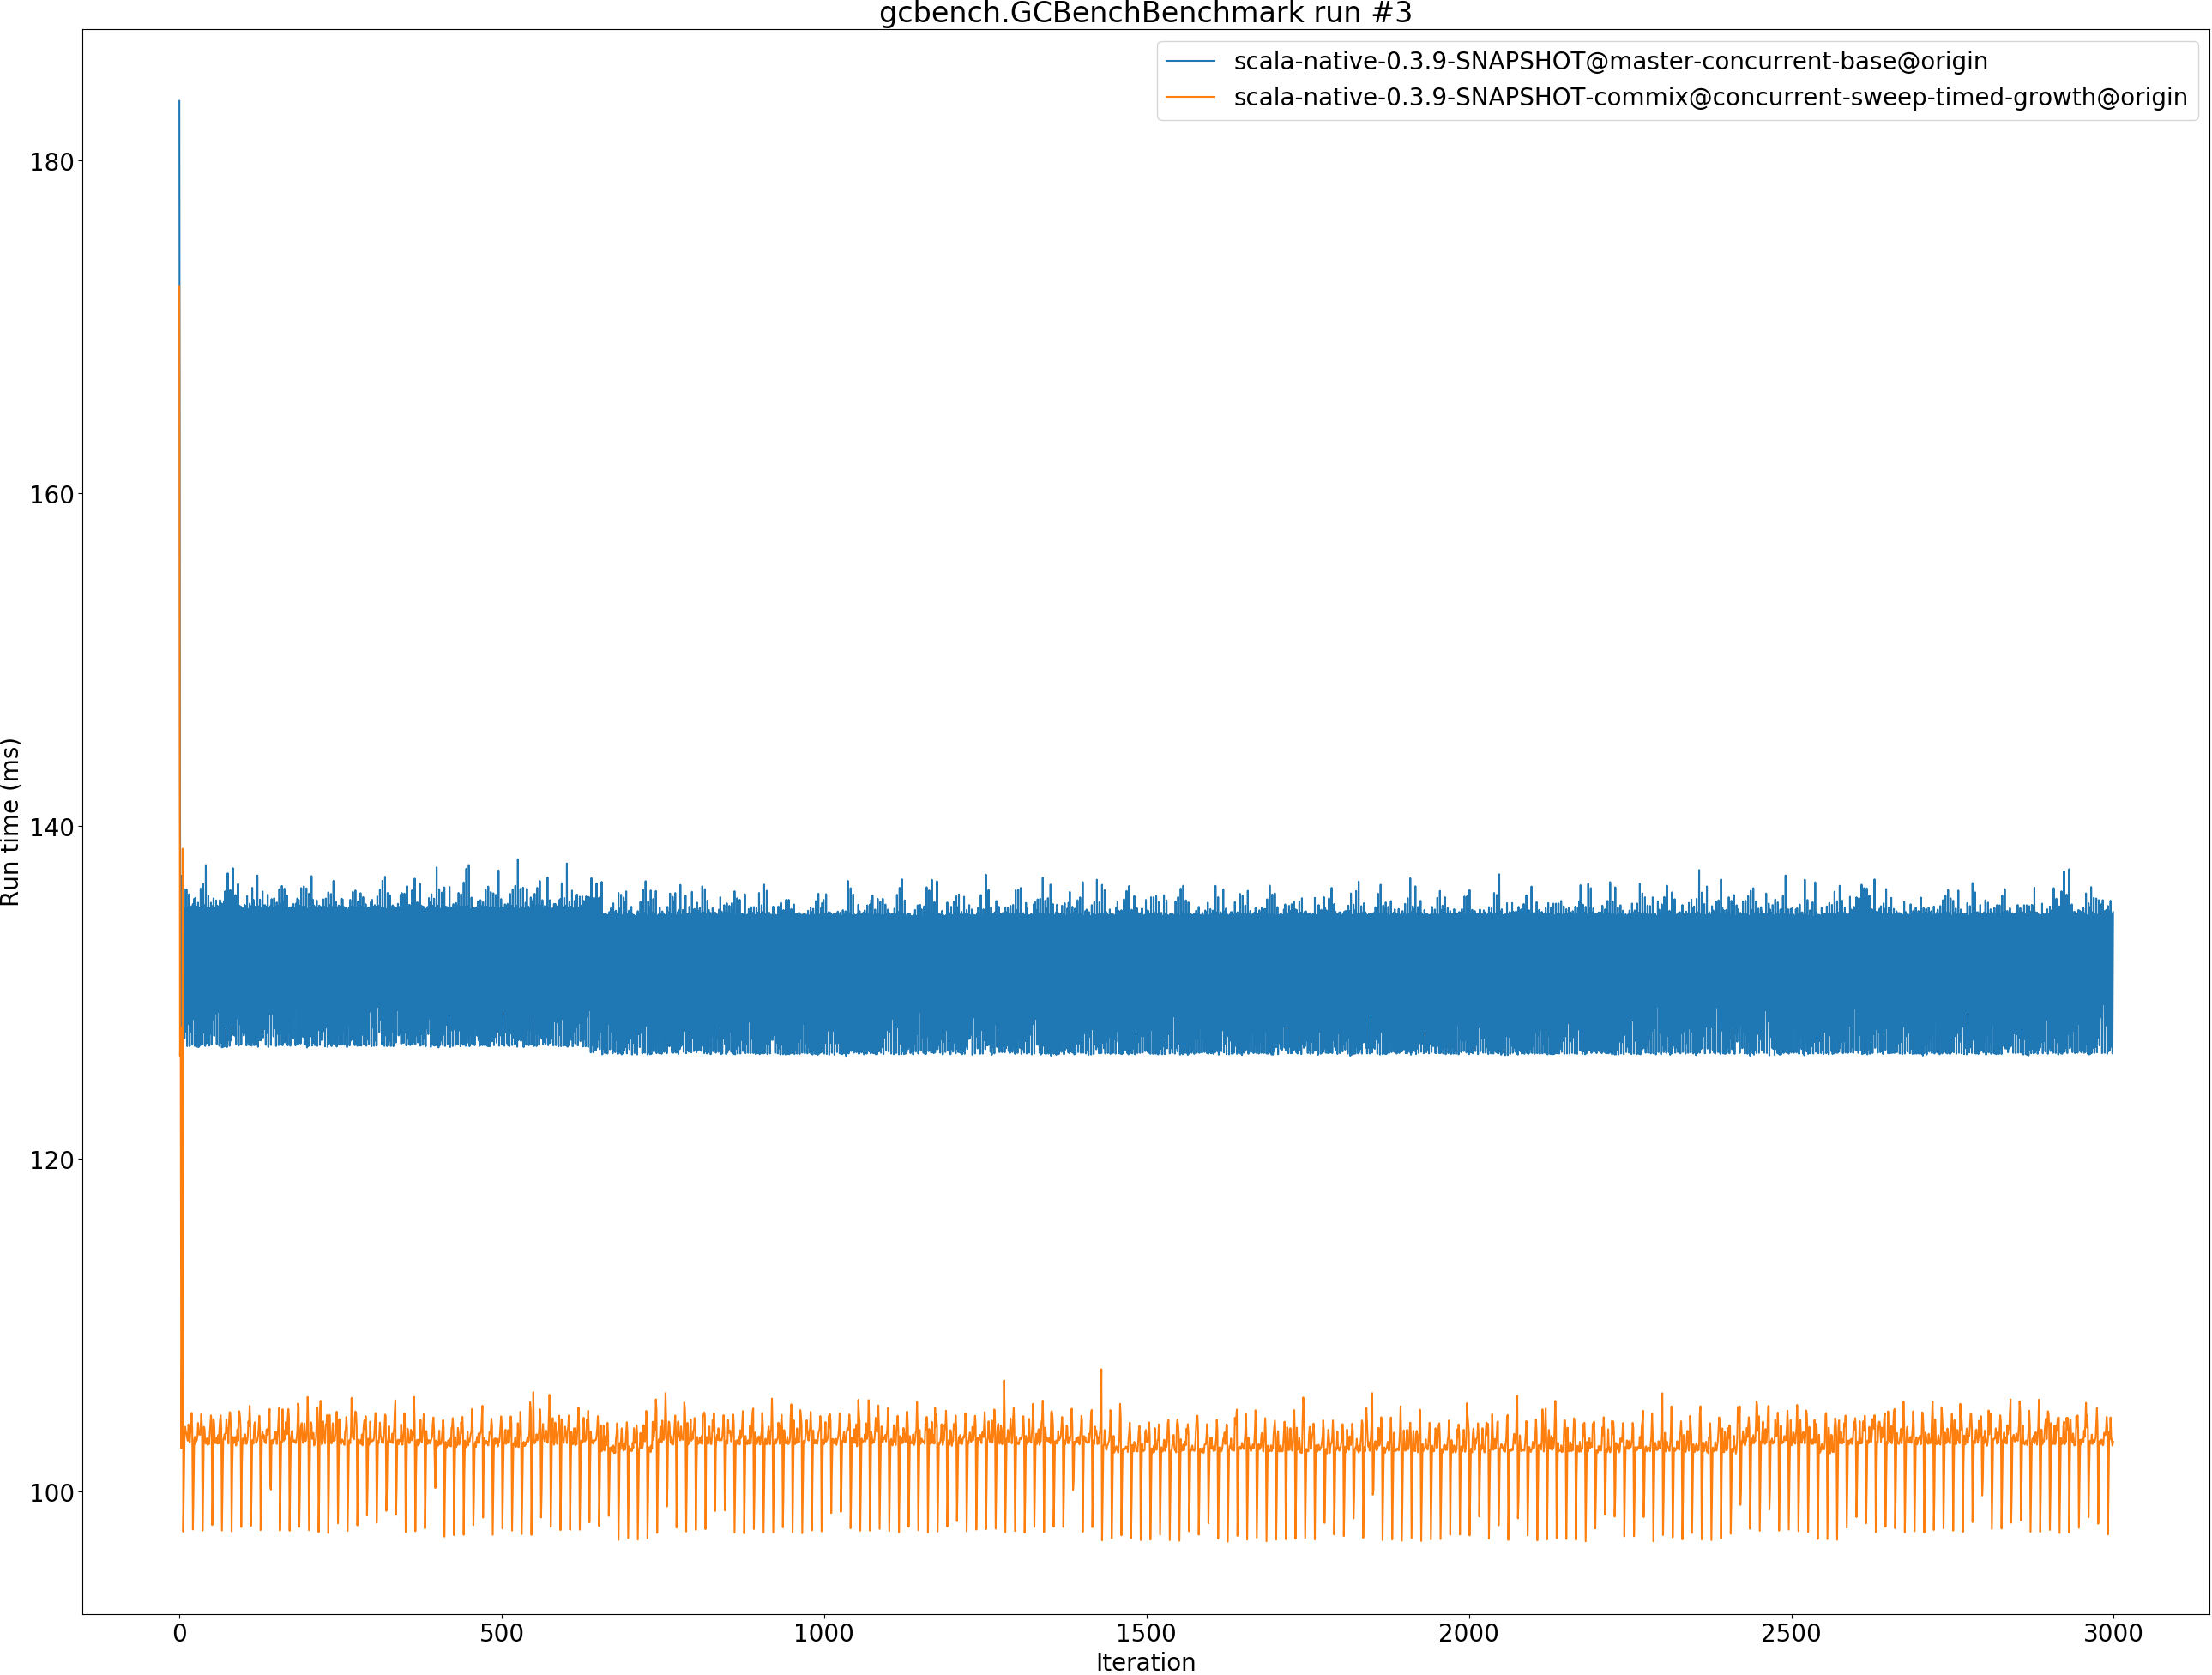 gcbench.GCBenchBenchmark run #3
scala-native-0.3.9-SNAPSHOT@master-concurrent-base@origin
scala-native-0.3.9-SNAPSHOT-commix@concurrent-sweep-timed-growth@origin
Run time (ms)
180
160
140
120
100
0 500 1000 1500 2000 2500 3000
Iteration